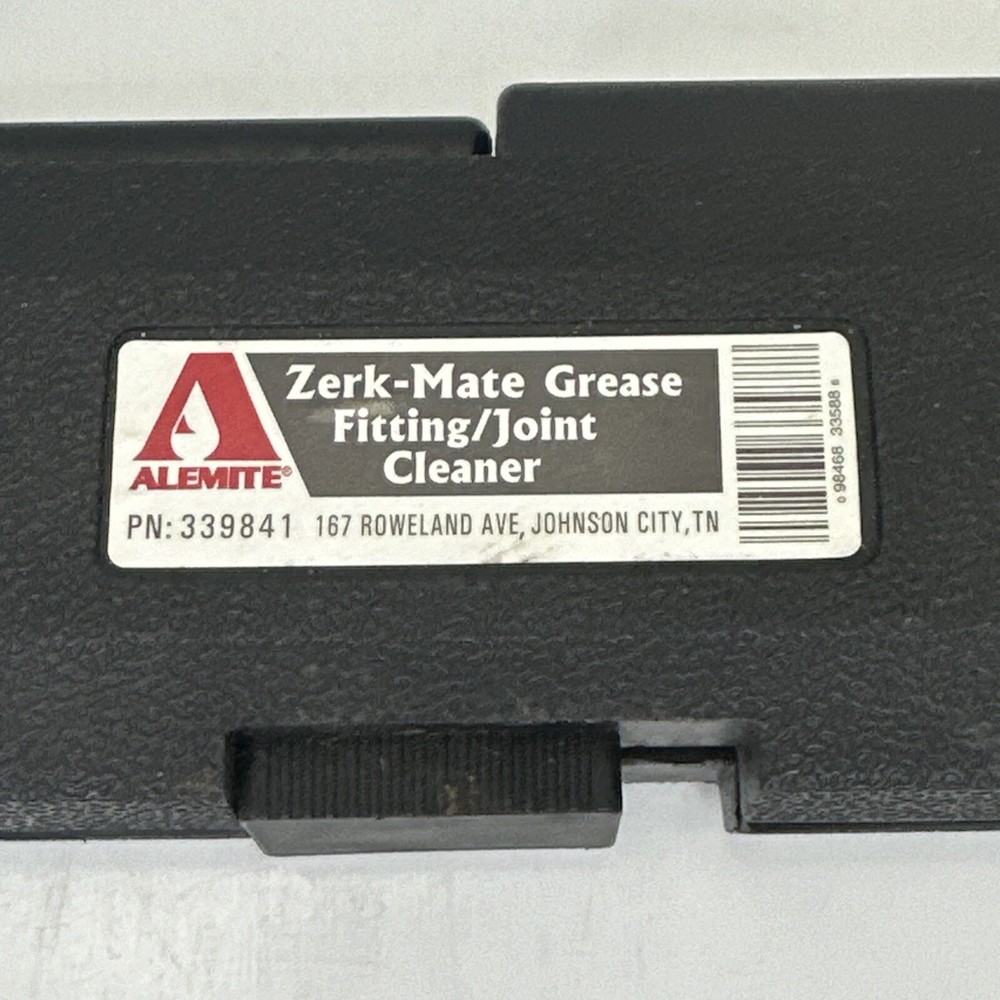 ALEMITE®
Zerk-Mate Grease
Fitting/Joint
Cleaner
PN: 339841 167 ROWELAND AVE, JOHNSON CITY, TN
0 98468 33588 6